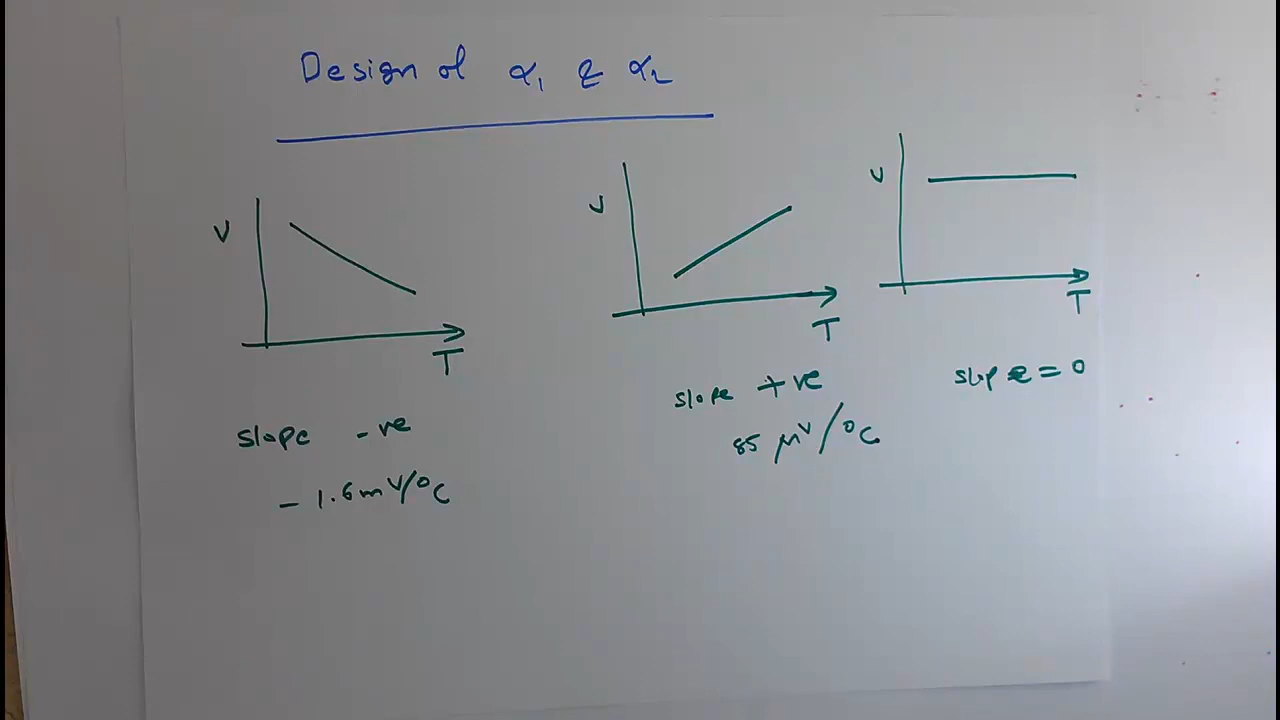 Design of α₁ & α₂
V
T
slope -ve
- 1.6mV/°C
V
T
slope +ve
85 μV/°C
V
T
slope = 0